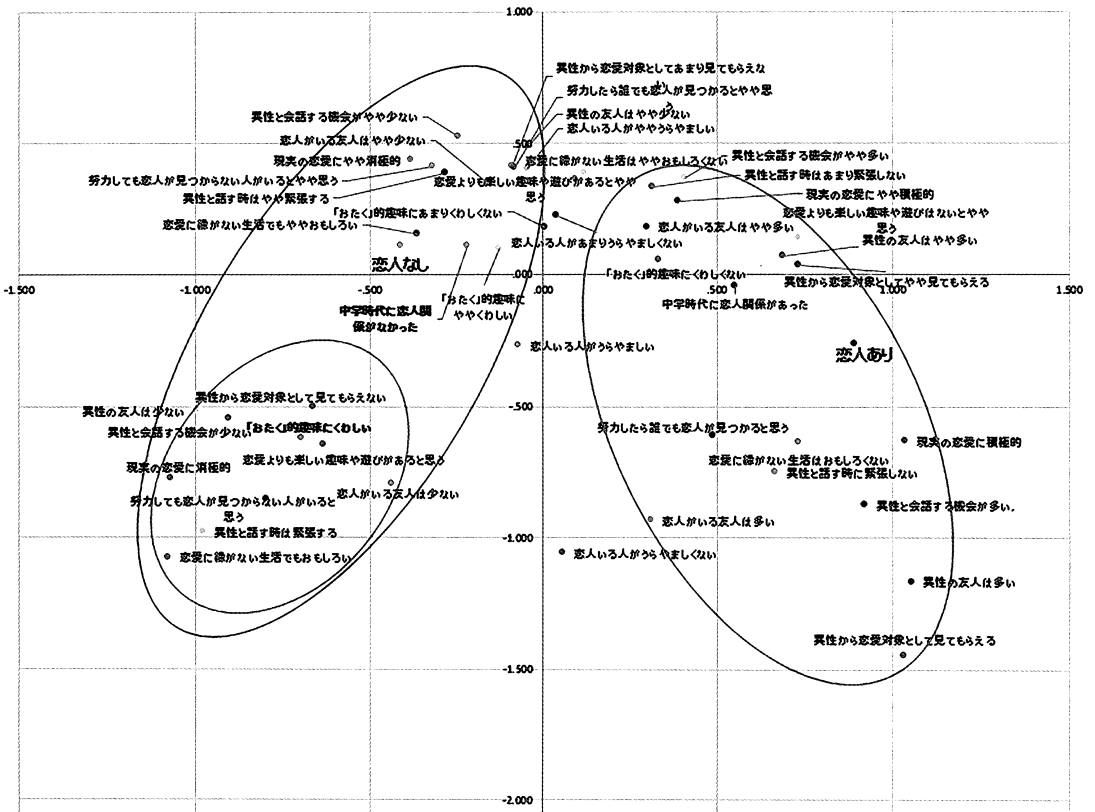 1.000
異性から恋愛対象としてあまり見てもらえな
い
努力したら誰でも恋人が見つかるとやや思
う
異性の友人はやや少ない
恋人いる人がややうらやましい
異性と会話する機会がやや少ない
.500
恋人がいる友人はやや少ない
現実の恋愛にやや消極的
恋愛に縁がない生活はややおもしろくない
異性と会話する機会がやや多い
努力しても恋人が見つからない人がいるとやや思う
恋愛よりも楽しい趣味や遊びがあるとやや
思う
異性と話す時はあまり緊張しない
異性と話す時はやや緊張する
現実の恋愛にやや積極的
「おたく」的趣味にあまりくわしくない
恋愛よりも楽しい趣味や遊びはないとやや
思う
恋愛に縁がない生活でもややおもしろい
恋人がいる友人はやや多い
恋人いる人があまりうらやましくない
異性の友人はやや多い
恋人なし
「おたく」的趣味にくわしくない
異性から恋愛対象としてやや見てもらえる
-1.500
-1.000
-.500
.000
.500
1.000
1.500
中学時代に恋人関
係がなかった
「おたく」的趣味に
ややくわしい
中学時代に恋人関係があった
恋人いる人がうらやましい
恋人あり
異性から恋愛対象として見てもらえない
-.500
異性の友人は少ない
異性と会話する機会が少ない
「おたく」的趣味にくわしい
努力したら誰でも恋人が見つかると思う
現実の恋愛に積極的
恋愛よりも楽しい趣味や遊びがあると思う
恋愛に縁がない生活はおもしろくない
現実の恋愛に消極的
異性と話す時に緊張しない
努力しても恋人が見つからない人がいると
思う
恋人がいる友人は少ない
異性と会話する機会が多い.
恋人がいる友人は多い
異性と話す時は緊張する
-1.000
恋愛に縁がない生活でもおもしろい
恋人いる人がうらやましくない
異性の友人は多い
異性から恋愛対象として見てもらえる
-1.500
-2.000